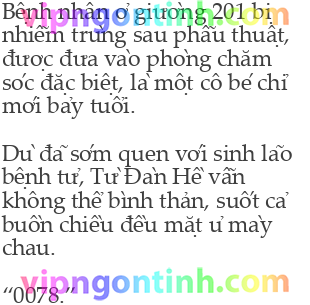 Bệnh nhân ở giường 201 bị
nhiễm trùng sau phẫu thuật,
được đưa vào phòng chăm
sóc đặc biệt, là một cô bé chỉ
mới bảy tuổi.
Dù đã sớm quen với sinh lão
bệnh tử, Từ Đàn Hề vẫn
không thể bình thản, suốt cả
buổn chiều đều mặt ủ mày
chau.
vipngontinh.com
“0078.”
vipngontinh.com